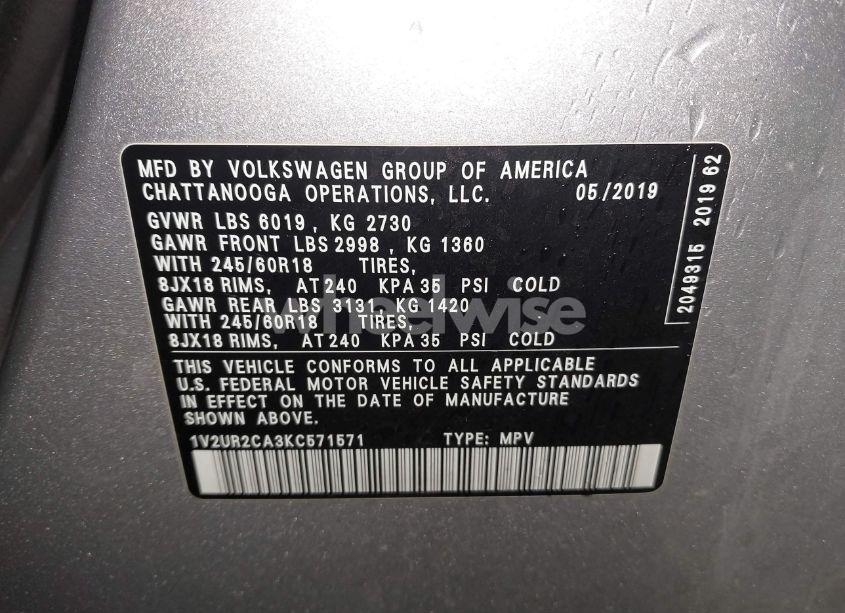 MFD BY VOLKSWAGEN GROUP OF AMERICA
CHATTANOOGA OPERATIONS, LLC. 05/2019
GVWR LBS 6019 , KG 2730
GAWR FRONT LBS 2998 , KG 1360
WITH 245/60R18 TIRES,
8JX18 RIMS, AT 240 KPA 35 PSI COLD
GAWR REAR LBS 3131, KG 1420
WITH 245/60R18 TIRES,
8JX18 RIMS, AT 240 KPA 35 PSI COLD
THIS VEHICLE CONFORMS TO ALL APPLICABLE
U.S. FEDERAL MOTOR VEHICLE SAFETY STANDARDS
IN EFFECT ON THE DATE OF MANUFACTURE
SHOWN ABOVE.
1V2UR2CA3KC571571 TYPE: MPV
2049315 2019 62
wheelwise